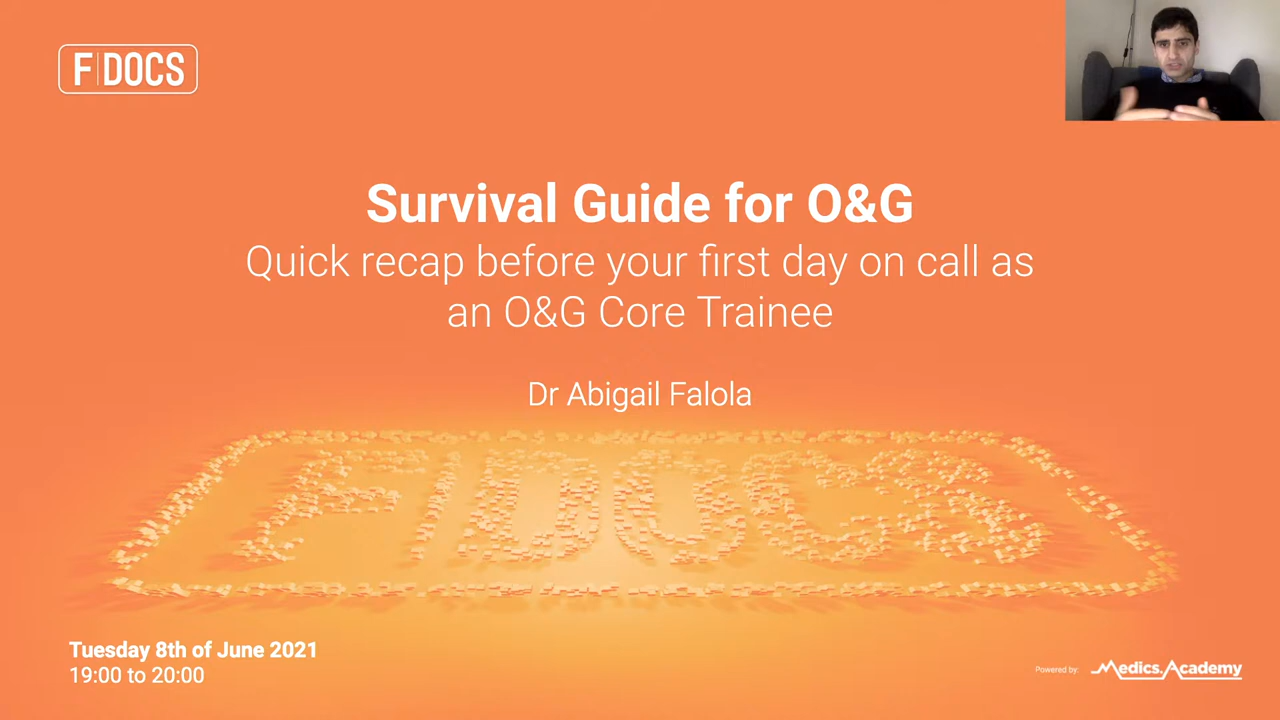 F|DOCS
Survival Guide for O&G
Quick recap before your first day on call as
an O&G Core Trainee
Dr Abigail Falola
F|DOCS
Tuesday 8th of June 2021
19:00 to 20:00
Powered by:
Medics.Academy